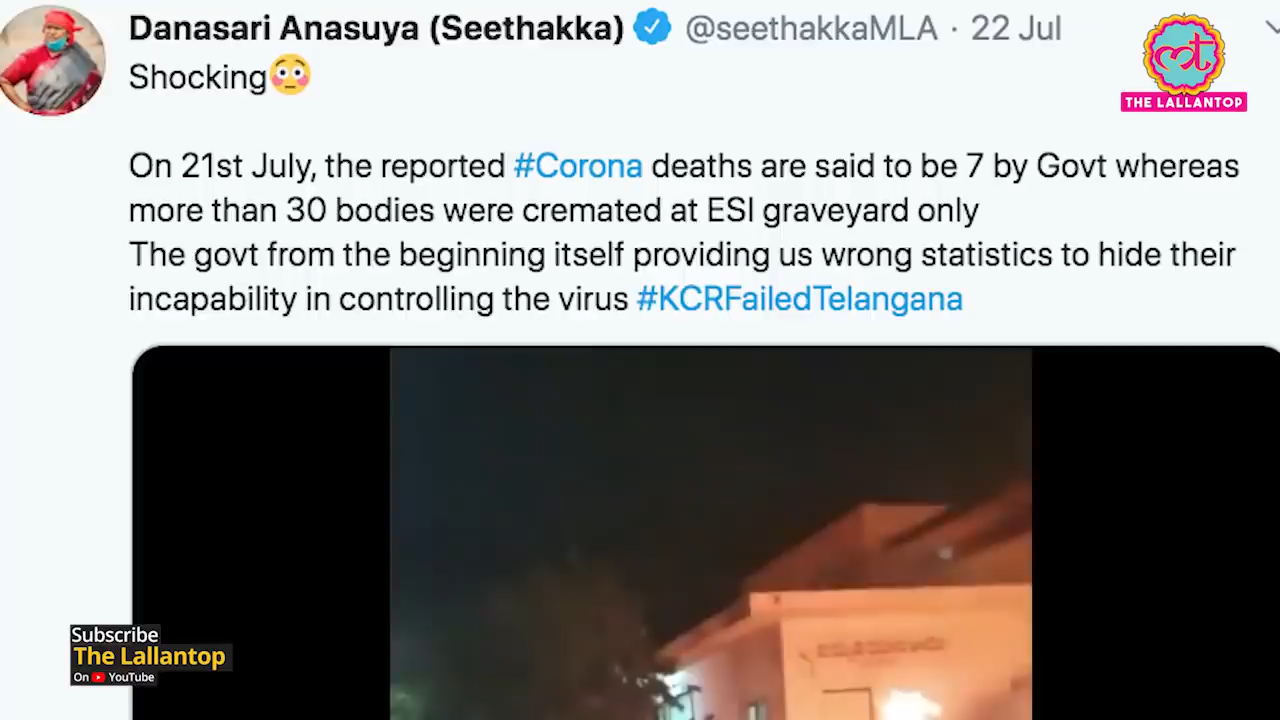 Danasari Anasuya (Seethakka) @seethakkaMLA · 22 Jul
Shocking😳
THE LALLANTOP
On 21st July, the reported #Corona deaths are said to be 7 by Govt whereas
more than 30 bodies were cremated at ESI graveyard only
The govt from the beginning itself providing us wrong statistics to hide their
incapability in controlling the virus #KCRFailedTelangana
Subscribe
The Lallantop
On YouTube